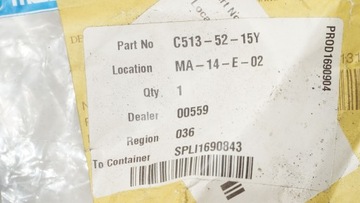 Part No C513-52-15Y
Location MA-14-E-02
Qty 1
Dealer 00559
Region 036
To Container SPLI1690843
PROD1690904